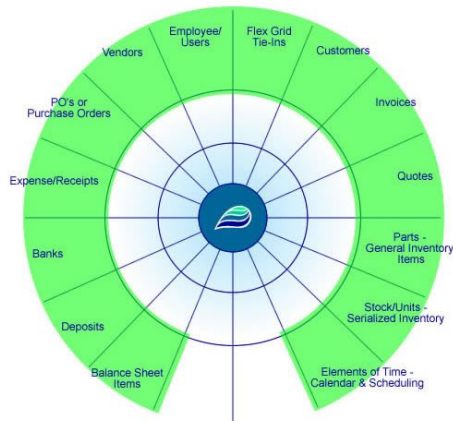 Employee/
Users
Flex Grid
Tie-Ins
Vendors
Customers
PO's or
Purchase Orders
Invoices
Expense/Receipts
Quotes
Banks
Parts -
General Inventory
Items
Deposits
Stock/Units -
Serialized Inventory
Balance Sheet
Items
Elements of Time -
Calendar & Scheduling